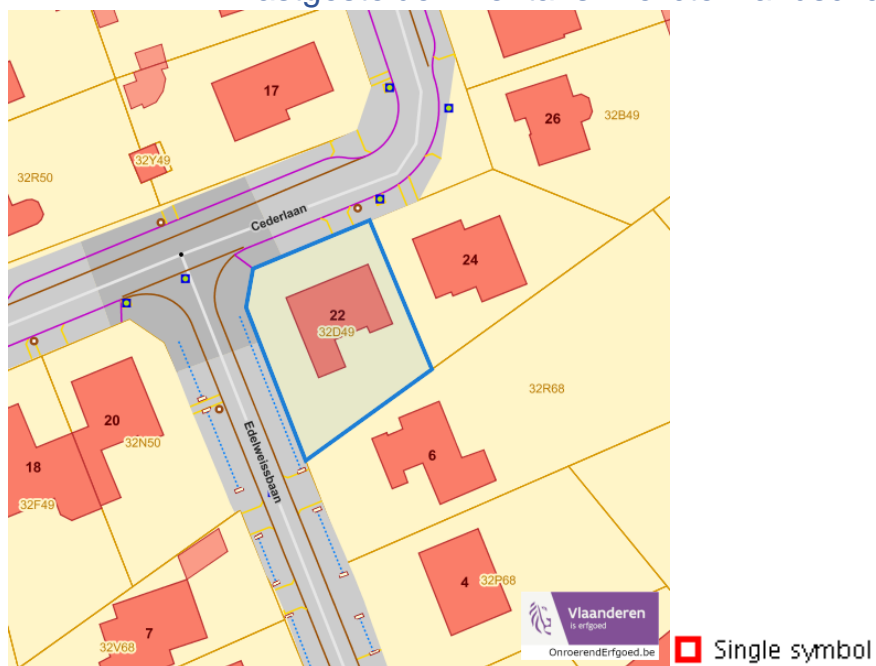 17
26
32B49
32Y49
32R50
Cederlaan
24
22
32D49
32R68
20
32N50
Edelweissbaan
6
18
32F49
4
32P68
7
32V68
Vlaanderen
is erfgoed
OnroerendErfgoed.be
Single symbol